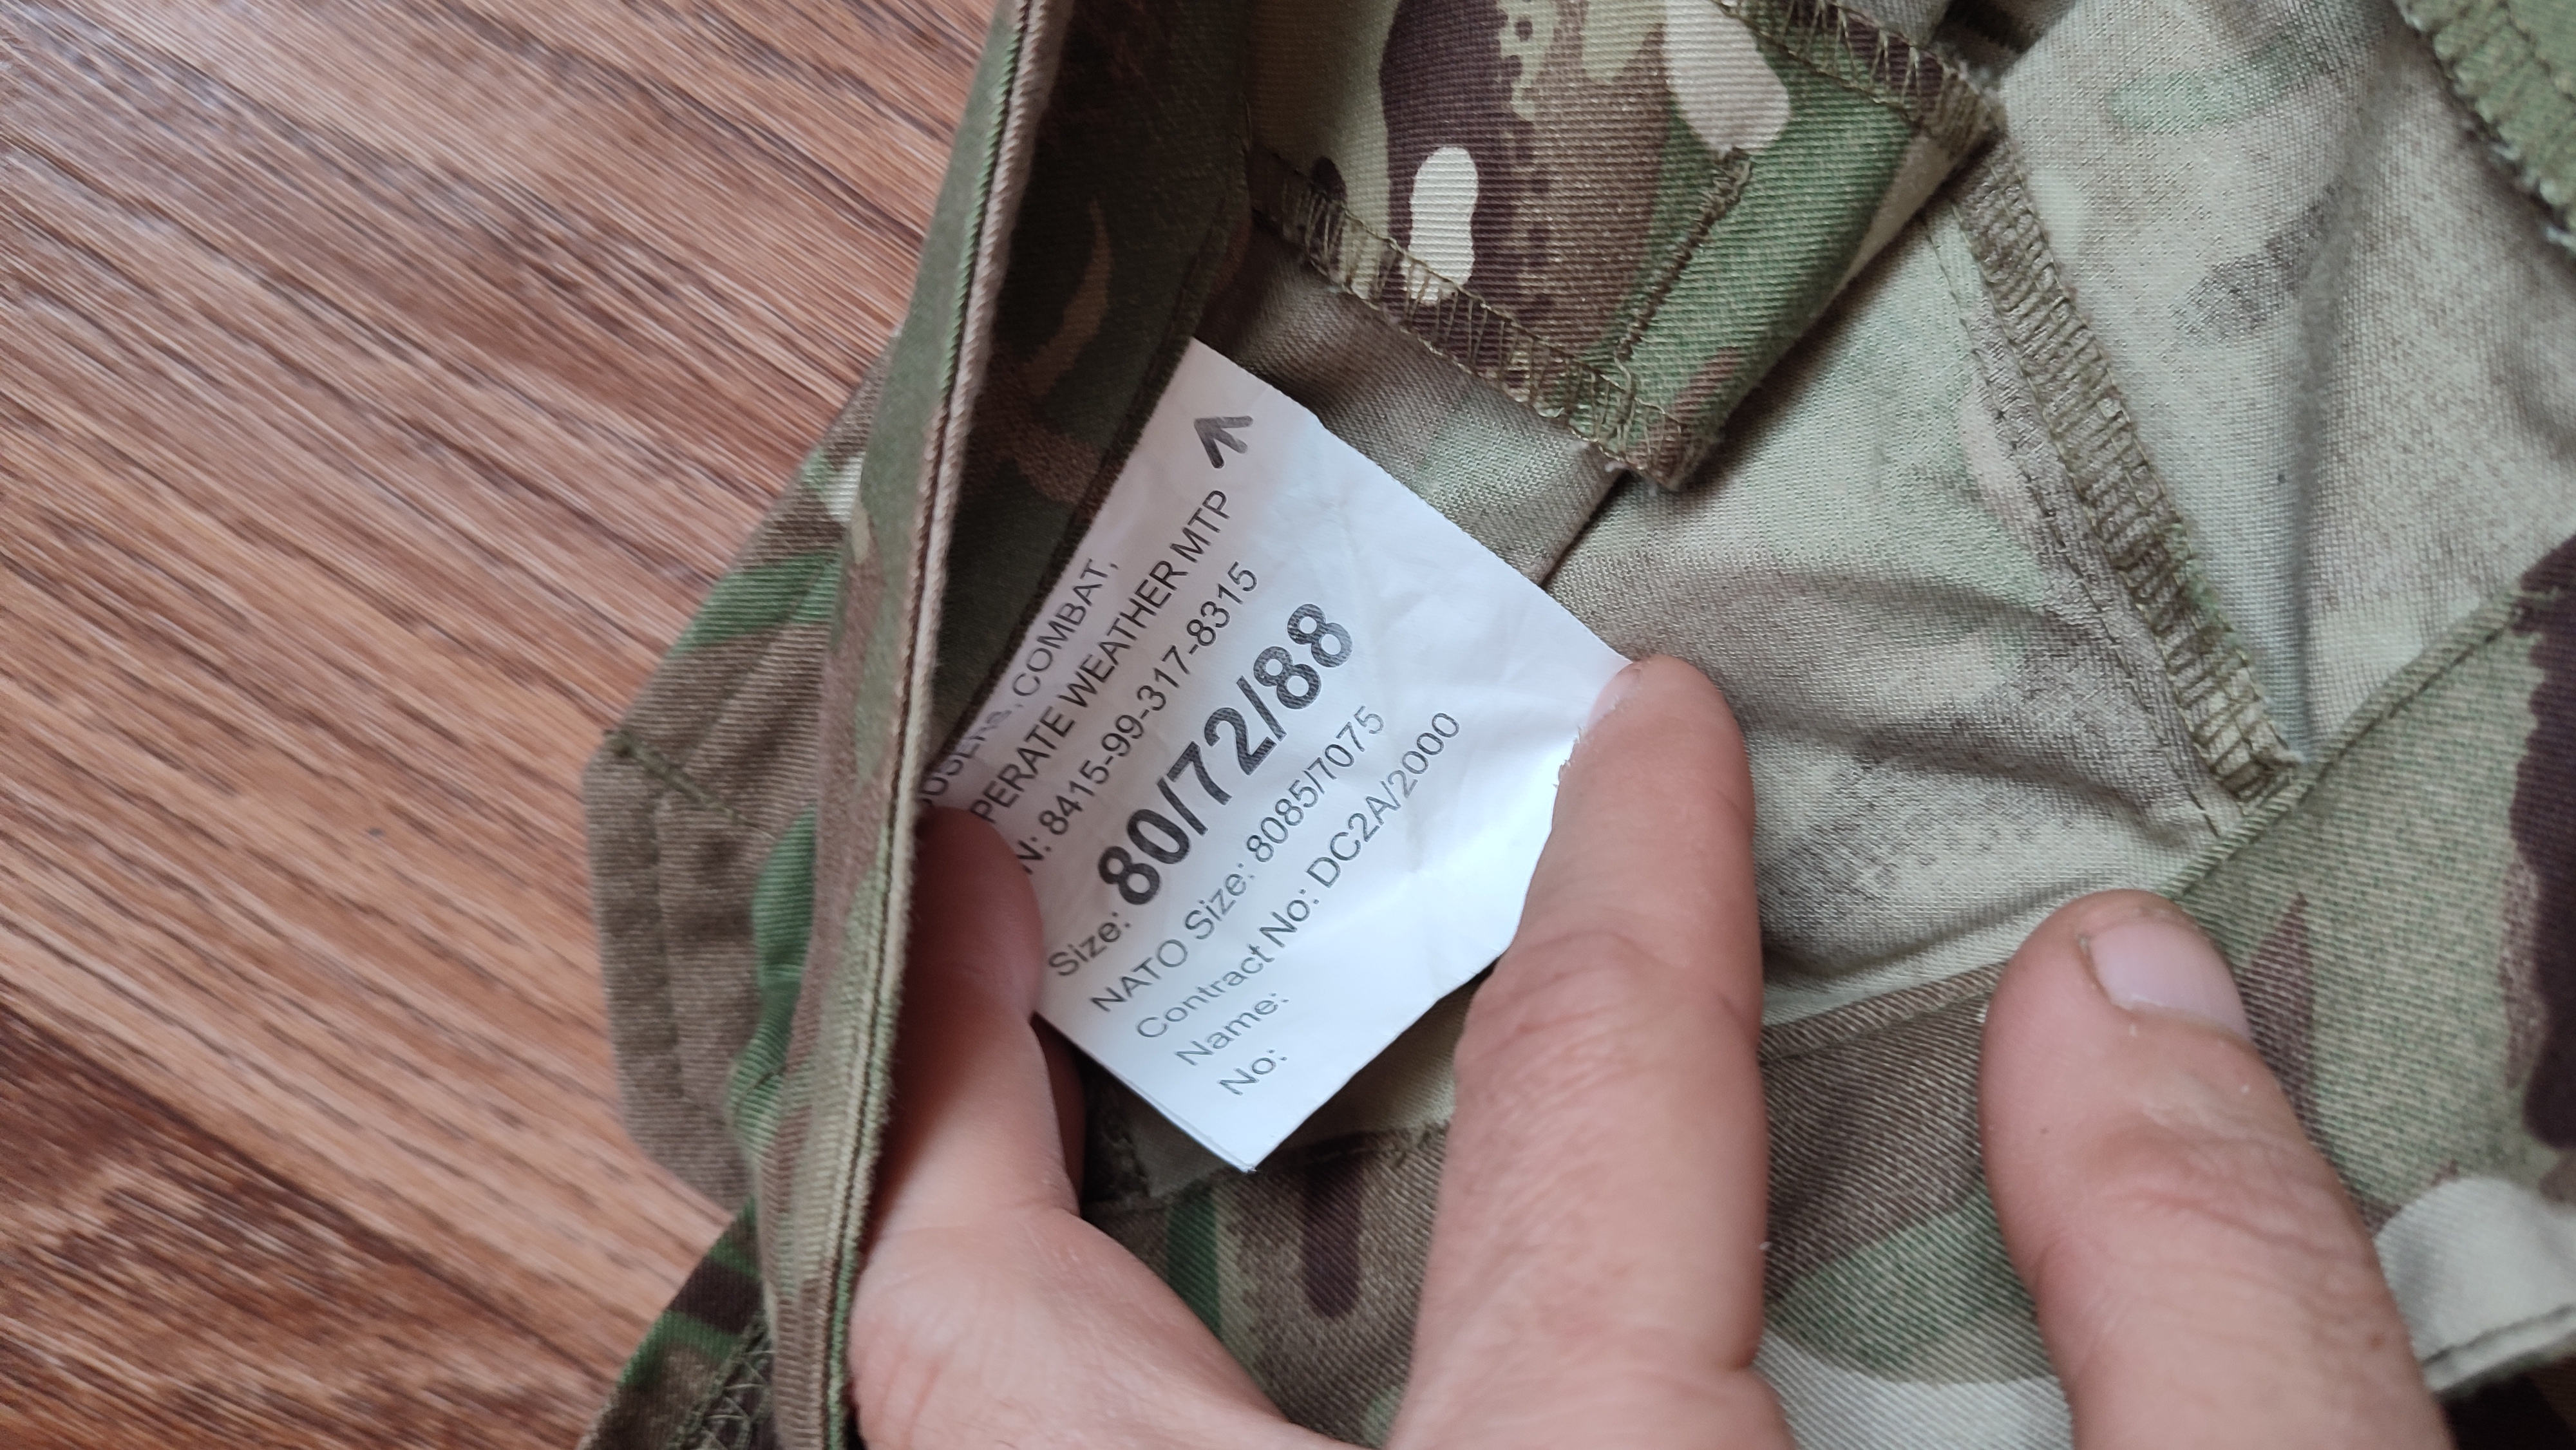 COMBAT,
PERATE WEATHER MTP
N: 8415-99-317-8315
Size: 80/72/88
NATO Size: 8085/7075
Contract No: DC2A/2000
Name:
No: